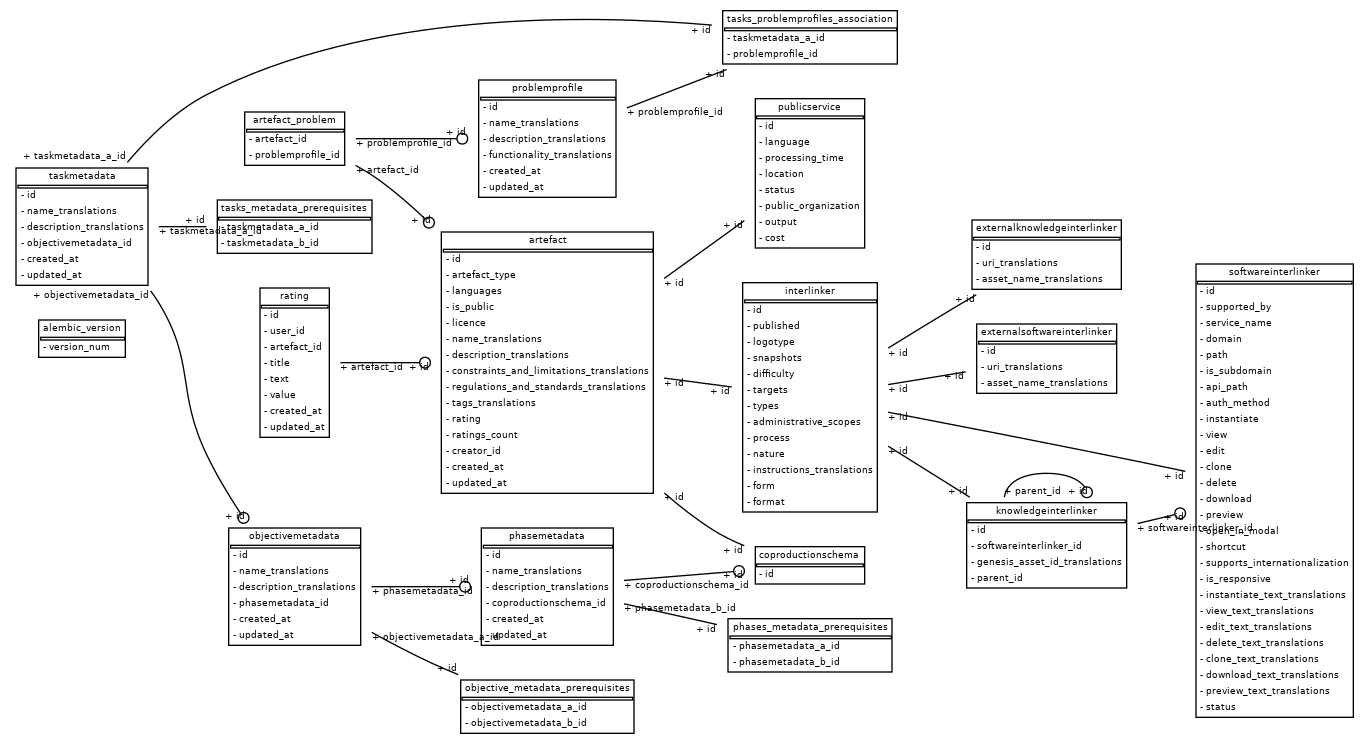 tasks_problemprofiles_association
- taskmetadata_a_id
- problemprofile_id
+ id
+ id
problemprofile
- id
- name_translations
- description_translations
- functionality_translations
- created_at
- updated_at
+ problemprofile_id
publicservice
- id
- language
- processing_time
- location
- status
- public_organization
- output
- cost
artefact_problem
- artefact_id
- problemprofile_id
+ problemprofile_id
+ id
+ artefact_id
+ id
+ taskmetadata_a_id
taskmetadata
- id
- name_translations
- description_translations
- objectivemetadata_id
- created_at
- updated_at
+ objectivemetadata_id
+ id
+ taskmetadata_a_id
tasks_metadata_prerequisites
- taskmetadata_a_id
- taskmetadata_b_id
alembic_version
- version_num
rating
- id
- user_id
- artefact_id
- title
- text
- value
- created_at
- updated_at
+ artefact_id
+ id
artefact
- id
- artefact_type
- languages
- is_public
- licence
- name_translations
- description_translations
- constraints_and_limitations_translations
- regulations_and_standards_translations
- tags_translations
- rating
- ratings_count
- creator_id
- created_at
- updated_at
+ id
+ id
+ id
+ id
+ id
+ id
interlinker
- id
- published
- logotype
- snapshots
- difficulty
- targets
- types
- administrative_scopes
- process
- nature
- instructions_translations
- form
- format
+ id
+ id
+ id
+ id
+ id
+ id
+ id
+ id
externalknowledgeinterlinker
- id
- uri_translations
- asset_name_translations
externalsoftwareinterlinker
- id
- uri_translations
- asset_name_translations
+ parent_id
+ id
knowledgeinterlinker
- id
- softwareinterlinker_id
- genesis_asset_id_translations
- parent_id
+ softwareinterlinker_id
+ id
softwareinterlinker
- id
- supported_by
- service_name
- domain
- path
- is_subdomain
- api_path
- auth_method
- instantiate
- view
- edit
- clone
- delete
- download
- preview
- open_in_modal
- shortcut
- supports_internationalization
- is_responsive
- instantiate_text_translations
- view_text_translations
- edit_text_translations
- delete_text_translations
- clone_text_translations
- download_text_translations
- preview_text_translations
- status
+ id
objectivemetadata
- id
- name_translations
- description_translations
- phasemetadata_id
- created_at
- updated_at
+ phasemetadata_id
+ id
+ objectivemetadata_a_id
+ id
phasemetadata
- id
- name_translations
- description_translations
- coproductionschema_id
- created_at
- updated_at
+ coproductionschema_id
+ id
+ phasemetadata_b_id
+ id
coproductionschema
- id
phases_metadata_prerequisites
- phasemetadata_a_id
- phasemetadata_b_id
objective_metadata_prerequisites
- objectivemetadata_a_id
- objectivemetadata_b_id